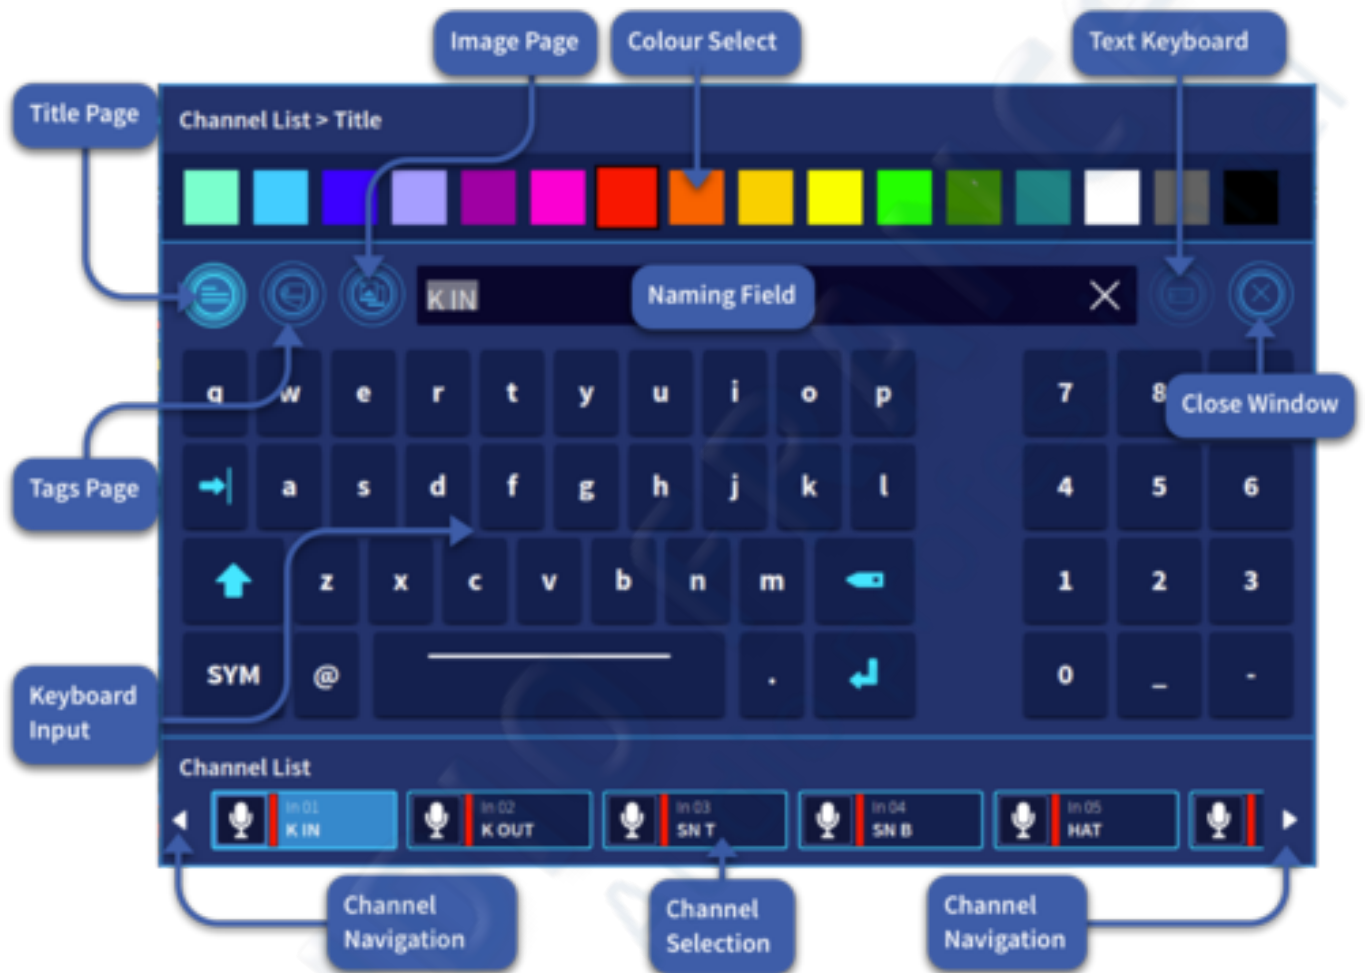 Image Page
Colour Select
Text Keyboard
Title Page
Channel List > Title
K IN
Naming Field
q w e r t y u i o p
7 8
Close Window
Tags Page
a s d f g h j k l
4 5 6
z x c v b n m
1 2 3
SYM @ .
0 _ -
Keyboard
Input
Channel List
In 01
K IN
In 02
K OUT
In 03
SN T
In 04
SN B
In 05
HAT
Channel
Navigation
Channel
Selection
Channel
Navigation